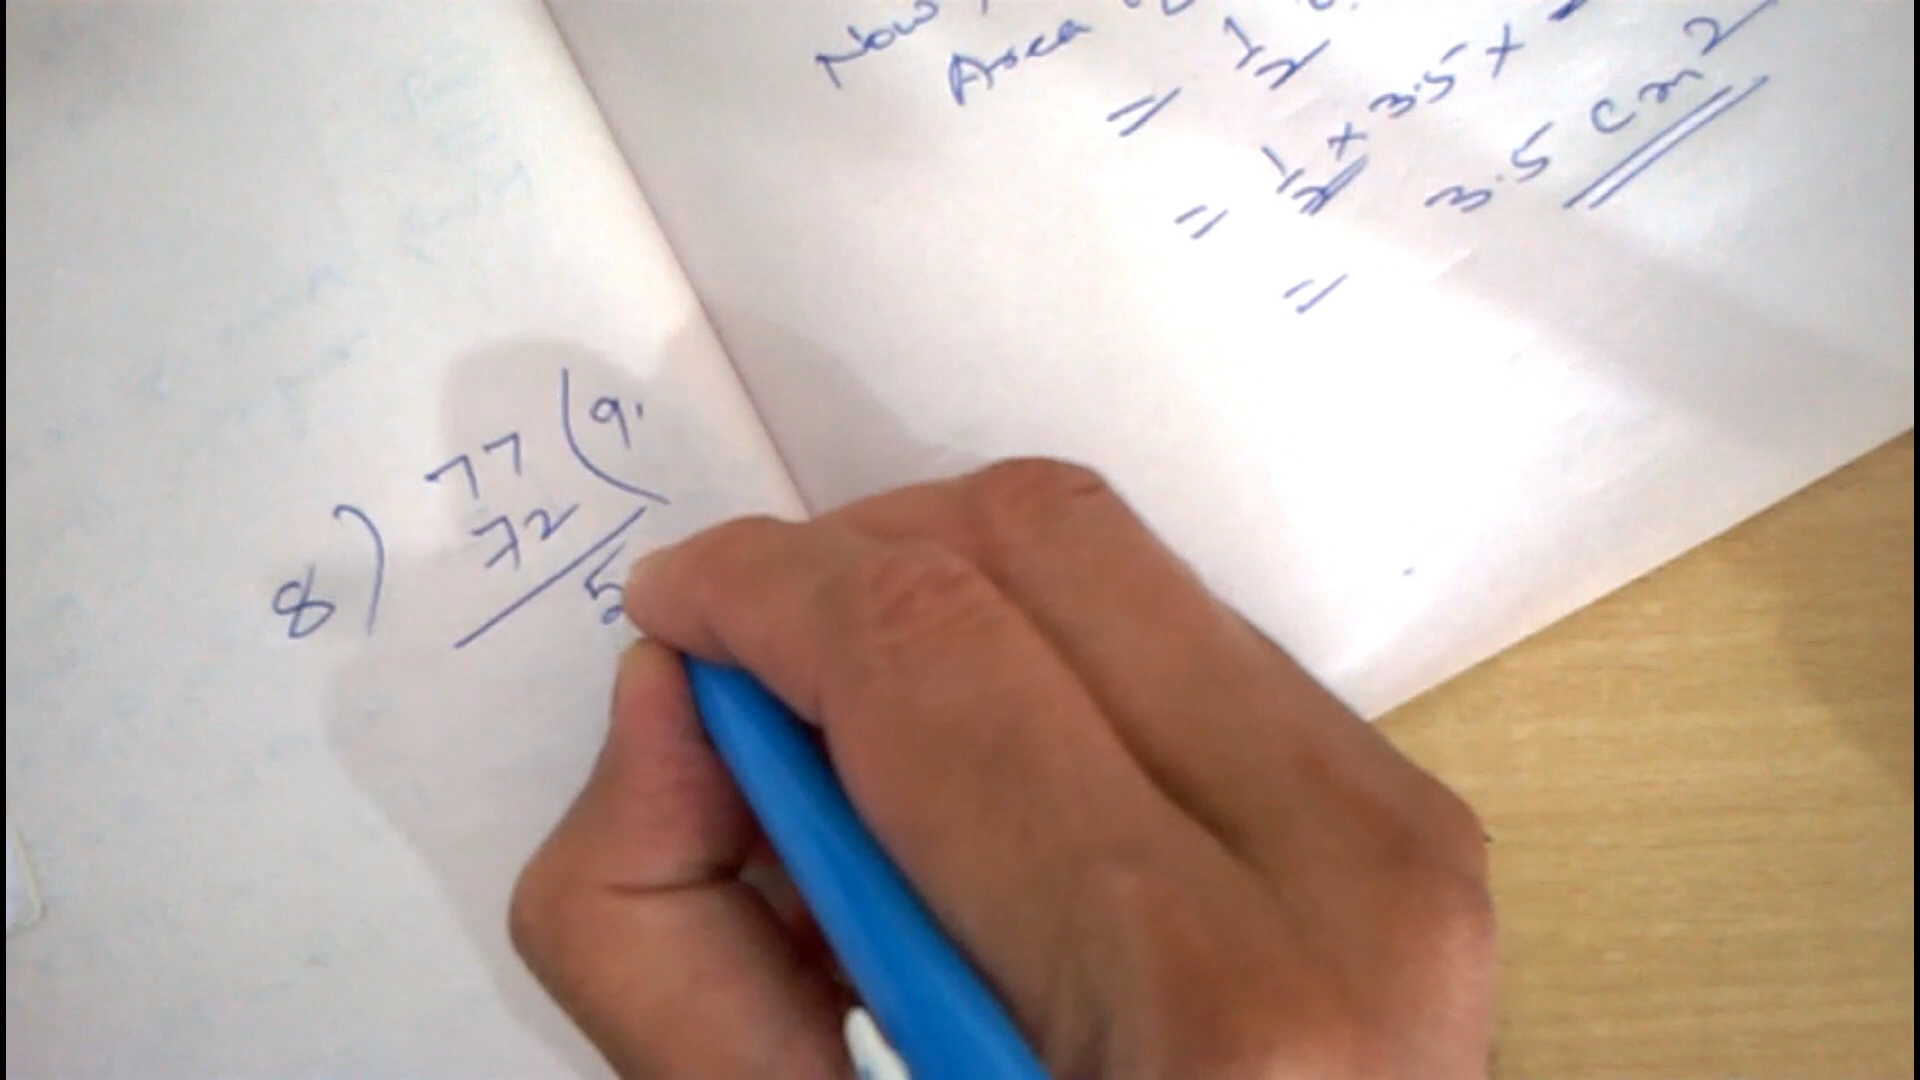 Now,
Area
= 1/2
= 1/2 × 3.5 ×
= 3.5 cm2
8) 77 (9.
72
5